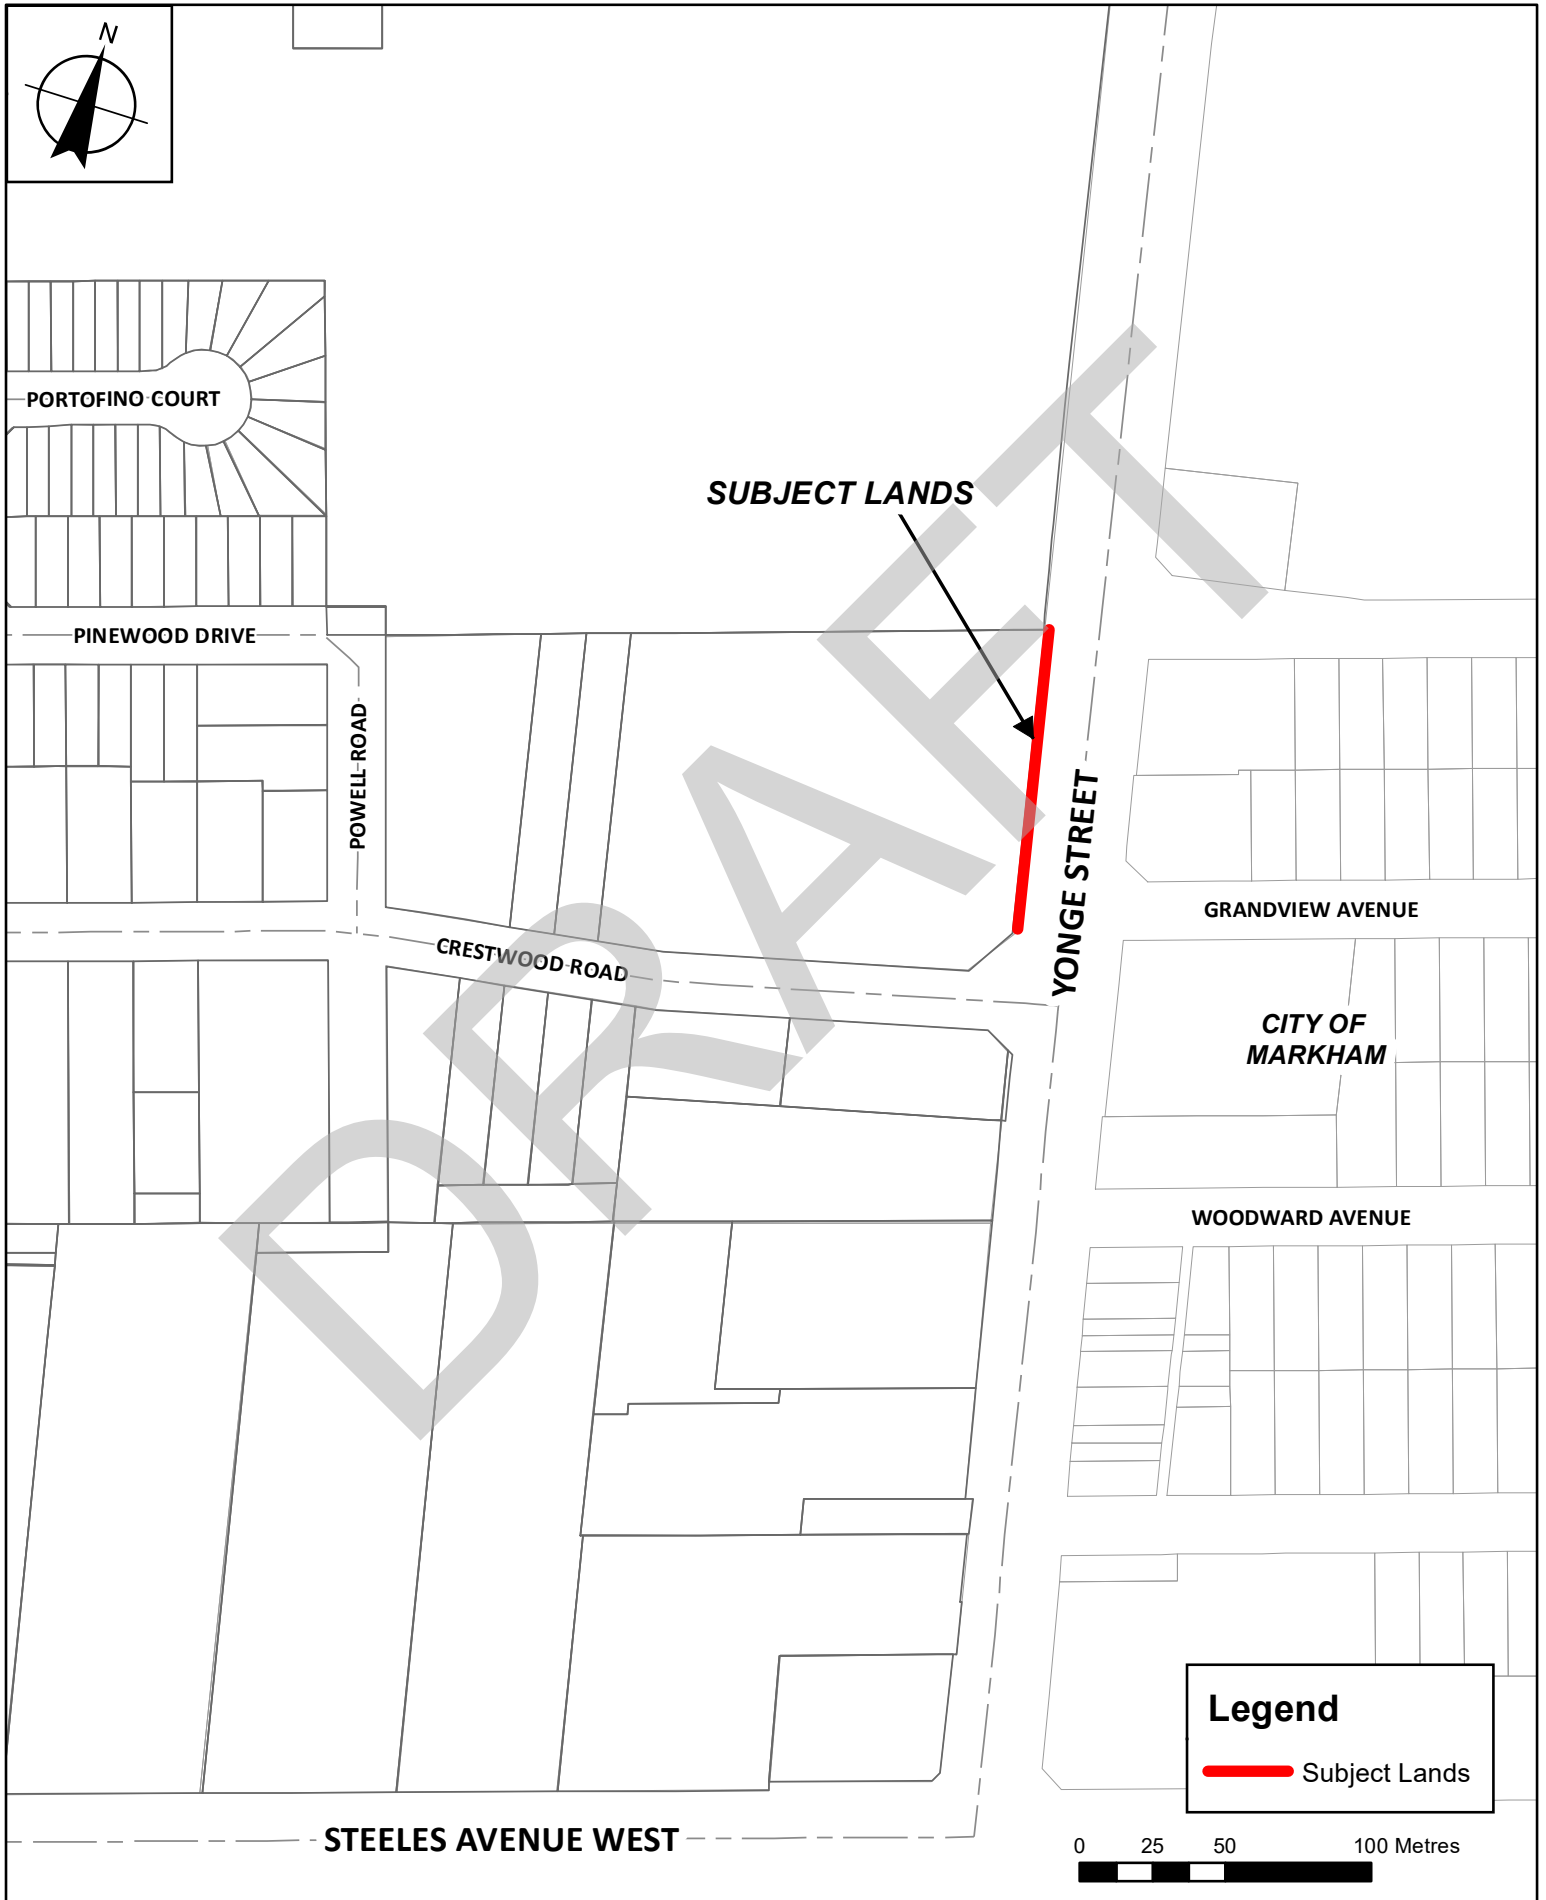 N
PORTOFINO COURT
SUBJECT LANDS
PINEWOOD DRIVE
POWELL ROAD
YONGE STREET
GRANDVIEW AVENUE
CRESTWOOD ROAD
CITY OF
MARKHAM
WOODWARD AVENUE
DRAFT
Legend
Subject Lands
STEELES AVENUE WEST
0 25 50 100 Metres